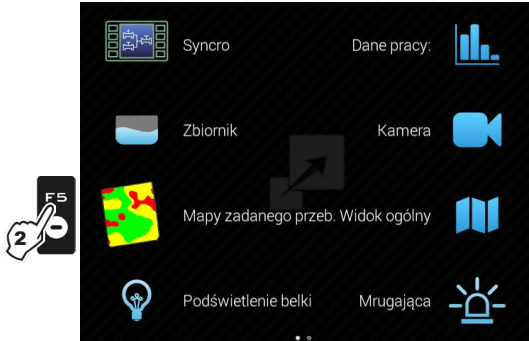 Syncro Dane pracy:
Zbiornik Kamera
F5
2
Mapy zadanego przeb. Widok ogólny
Podświetlenie belki Mrugająca